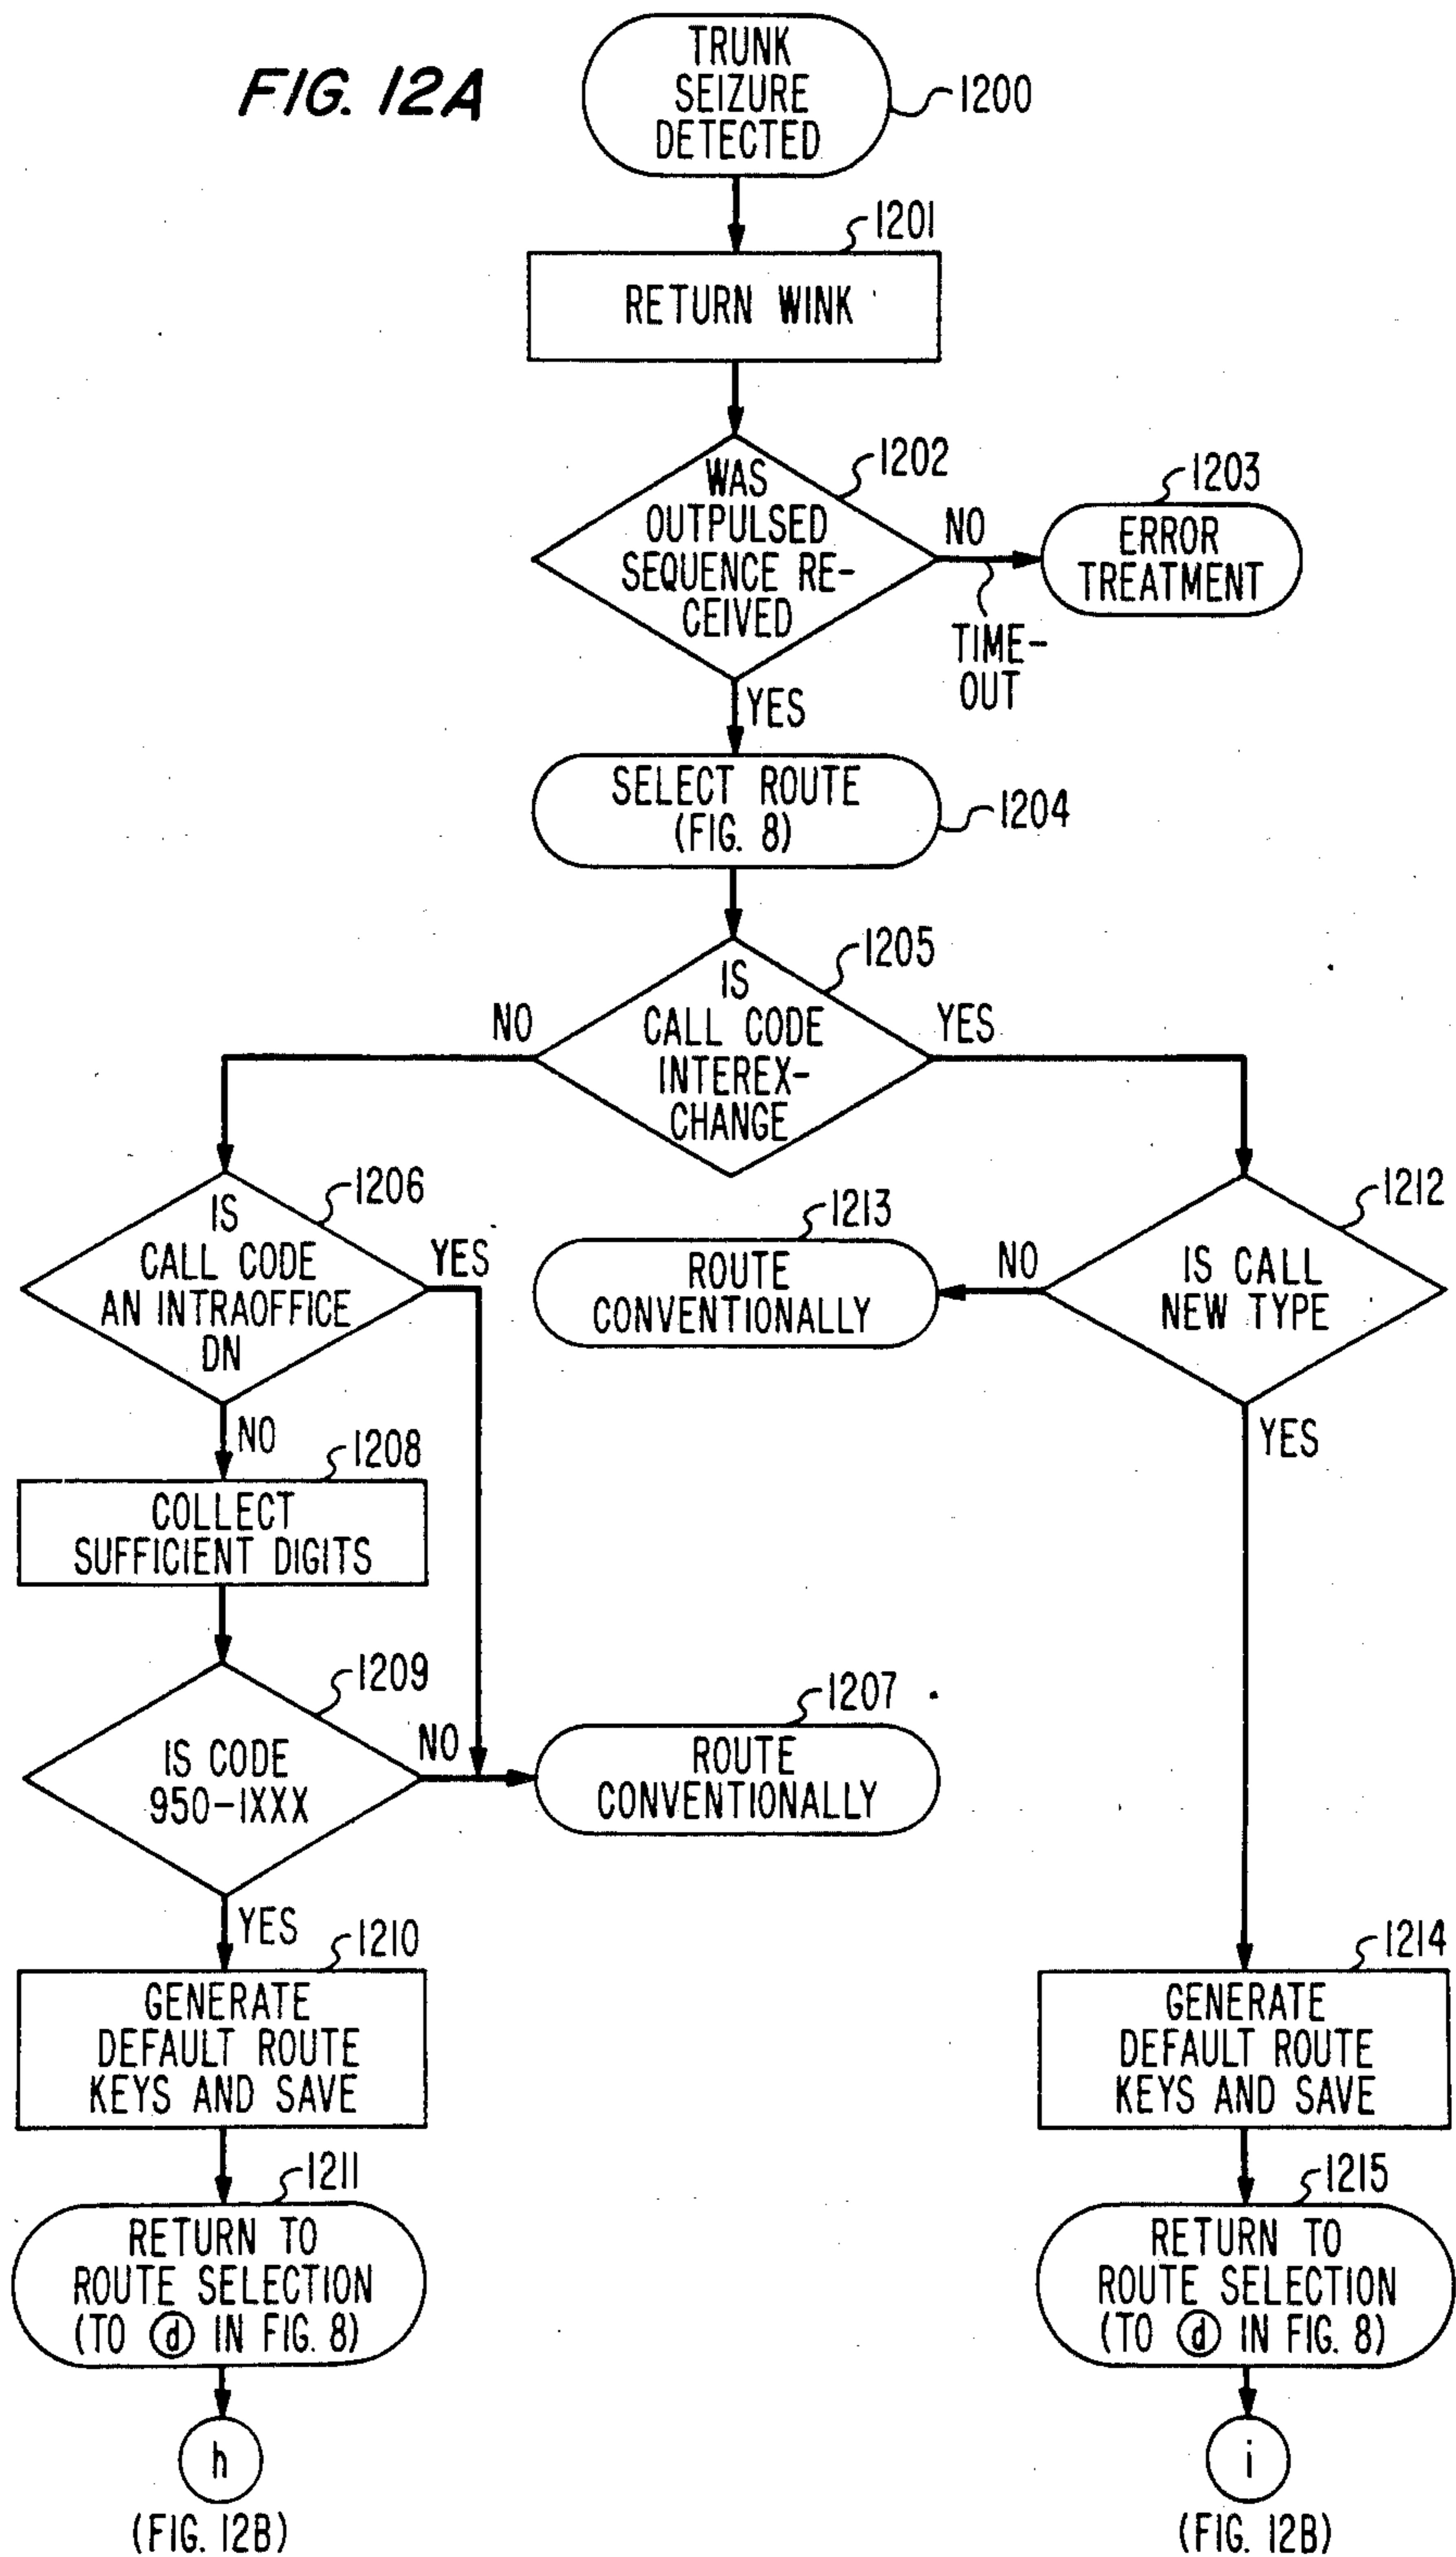 FIG. 12A
TRUNK
SEIZURE
DETECTED
1200
1201
RETURN WINK
1202
WAS
OUTPULSED
SEQUENCE RE-
CEIVED
NO
TIME-
OUT
1203
ERROR
TREATMENT
YES
SELECT ROUTE
(FIG. 8)
1204
1205
IS
CALL CODE
INTEREX-
CHANGE
NO
YES
1206
IS
CALL CODE
AN INTRAOFFICE
DN
YES
1213
ROUTE
CONVENTIONALLY
NO
1212
IS CALL
NEW TYPE
NO
YES
1208
COLLECT
SUFFICIENT DIGITS
1209
IS CODE
950-1XXX
NO
1207
ROUTE
CONVENTIONALLY
YES
1210
GENERATE
DEFAULT ROUTE
KEYS AND SAVE
1214
GENERATE
DEFAULT ROUTE
KEYS AND SAVE
1211
RETURN TO
ROUTE SELECTION
(TO d IN FIG. 8)
1215
RETURN TO
ROUTE SELECTION
(TO d IN FIG. 8)
h
(FIG. 12B)
i
(FIG. 12B)